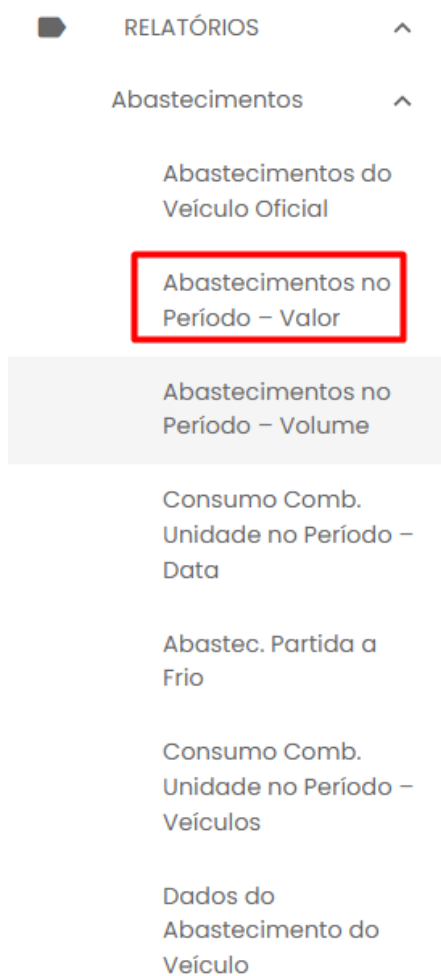 RELATÓRIOS
Abastecimentos
Abastecimentos do
Veículo Oficial
Abastecimentos no
Período – Valor
Abastecimentos no
Período – Volume
Consumo Comb.
Unidade no Período –
Data
Abastec. Partida a
Frio
Consumo Comb.
Unidade no Período –
Veículos
Dados do
Abastecimento do
Veículo